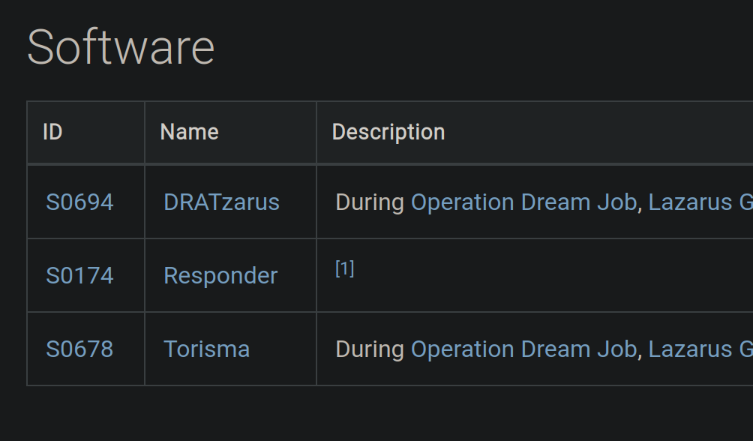 Software
ID Name Description
S0694 DRATzarus During Operation Dream Job, Lazarus G
S0174 Responder [1]
S0678 Torisma During Operation Dream Job, Lazarus G